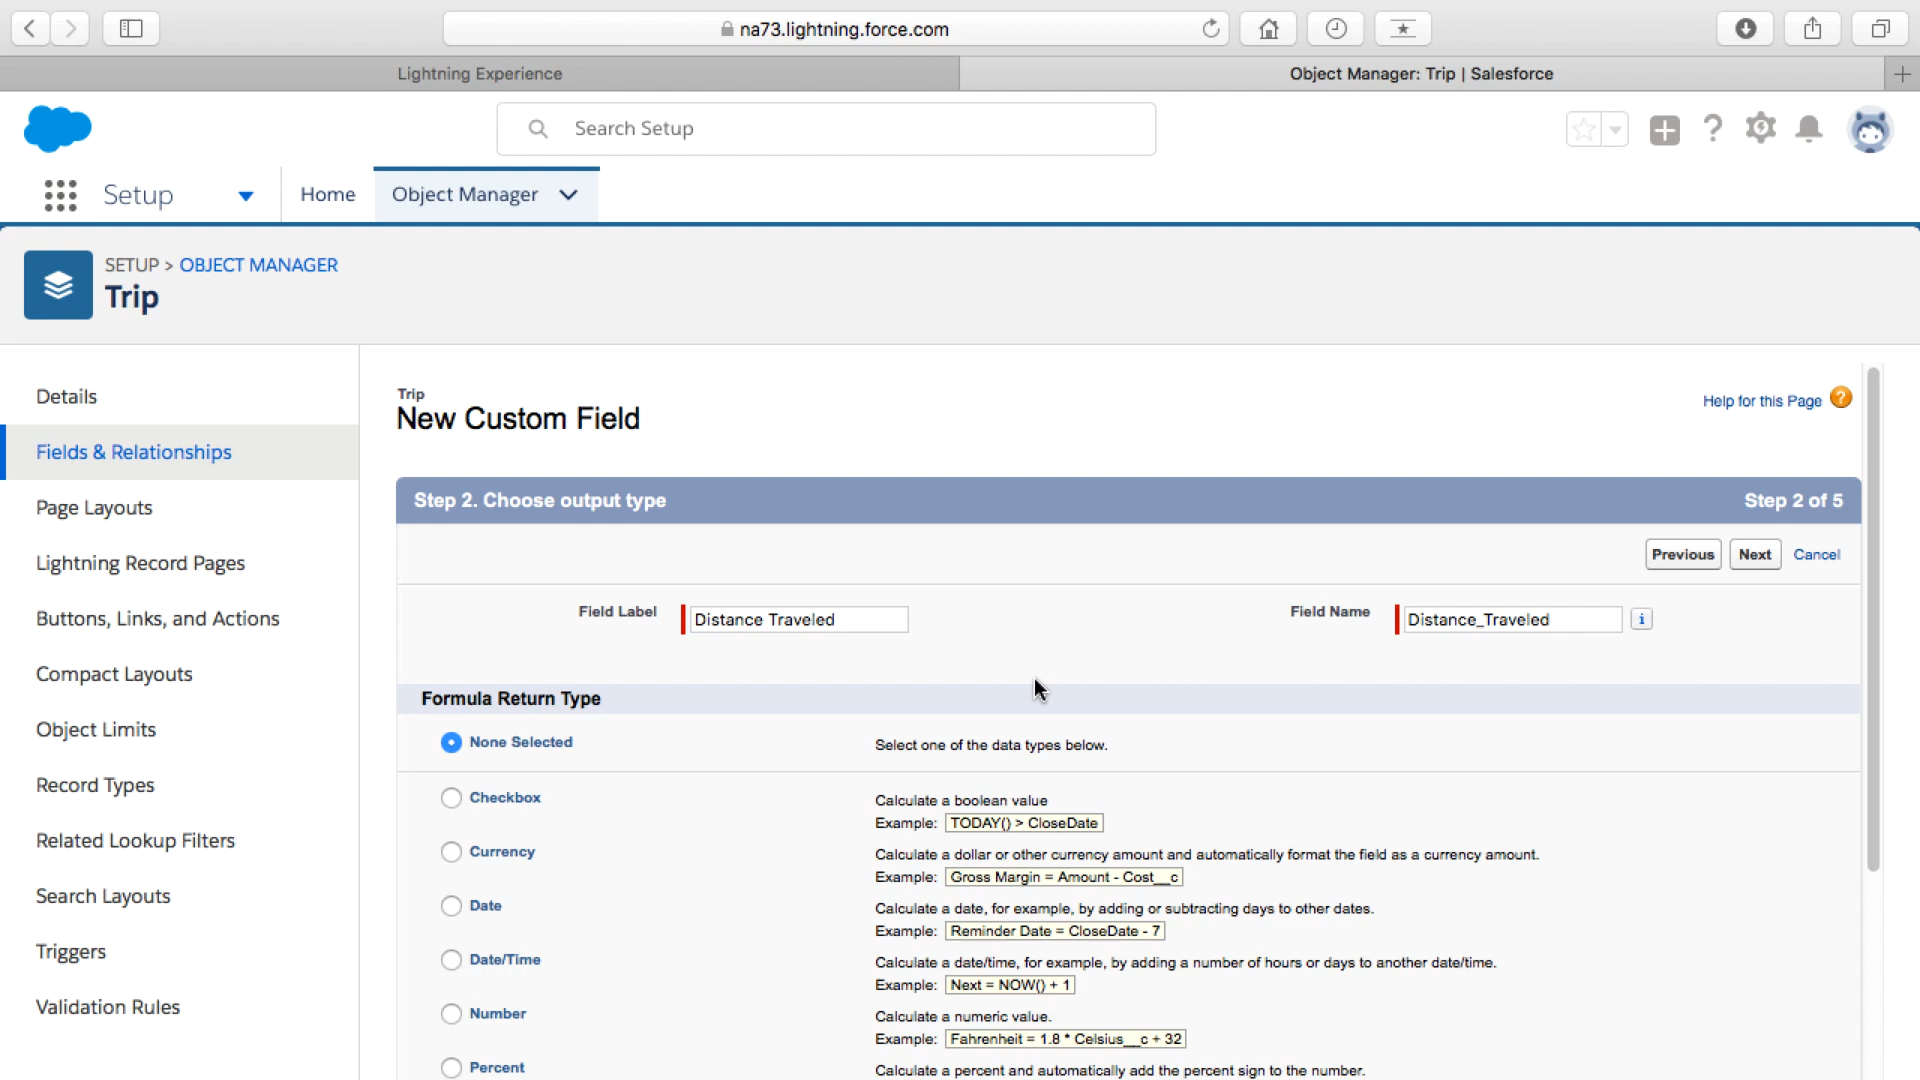 na73.lightning.force.com
Lightning Experience
Object Manager: Trip | Salesforce
Search Setup
Setup
Home
Object Manager
SETUP > OBJECT MANAGER
Trip
Details
Fields & Relationships
Page Layouts
Lightning Record Pages
Buttons, Links, and Actions
Compact Layouts
Object Limits
Record Types
Related Lookup Filters
Search Layouts
Triggers
Validation Rules
Trip
New Custom Field
Help for this Page ?
Step 2. Choose output type
Step 2 of 5
Previous Next Cancel
Field Label Distance Traveled
Field Name Distance_Traveled i
Formula Return Type
None Selected
Select one of the data types below.
Checkbox
Calculate a boolean value
Example: TODAY() > CloseDate
Currency
Calculate a dollar or other currency amount and automatically format the field as a currency amount.
Example: Gross Margin = Amount - Cost__c
Date
Calculate a date, for example, by adding or subtracting days to other dates.
Example: Reminder Date = CloseDate - 7
Date/Time
Calculate a date/time, for example, by adding a number of hours or days to another date/time.
Example: Next = NOW() + 1
Number
Calculate a numeric value.
Example: Fahrenheit = 1.8 * Celsius__c + 32
Percent
Calculate a percent and automatically add the percent sign to the number.